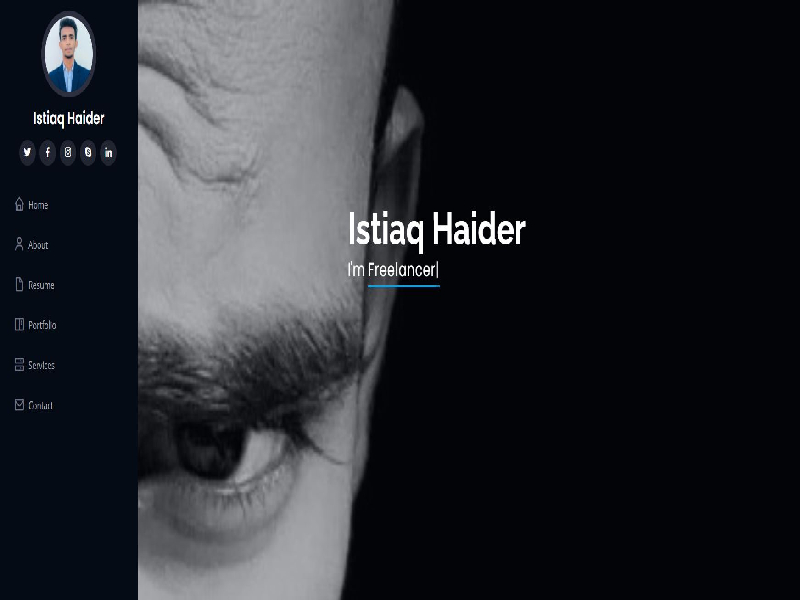 Istiaq Haider
Home
About
Resume
Portfolio
Services
Contact
Istiaq Haider
I'm Freelancer|